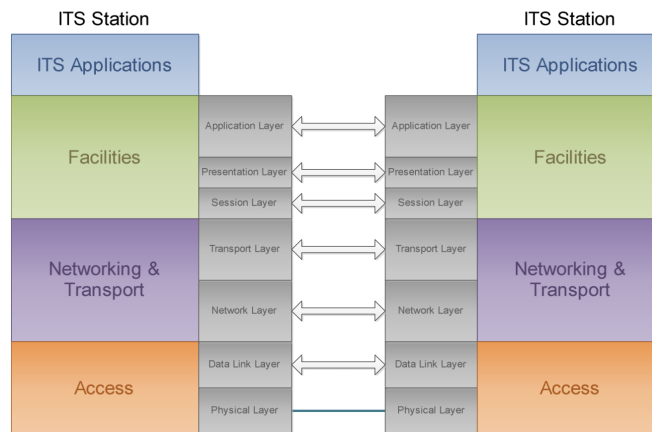 ITS Station
ITS Station
ITS Applications
ITS Applications
Application Layer
Application Layer
Facilities
Facilities
Presentation Layer
Presentation Layer
Session Layer
Session Layer
Transport Layer
Transport Layer
Networking &
Transport
Networking &
Transport
Network Layer
Network Layer
Data Link Layer
Data Link Layer
Access
Access
Physical Layer
Physical Layer